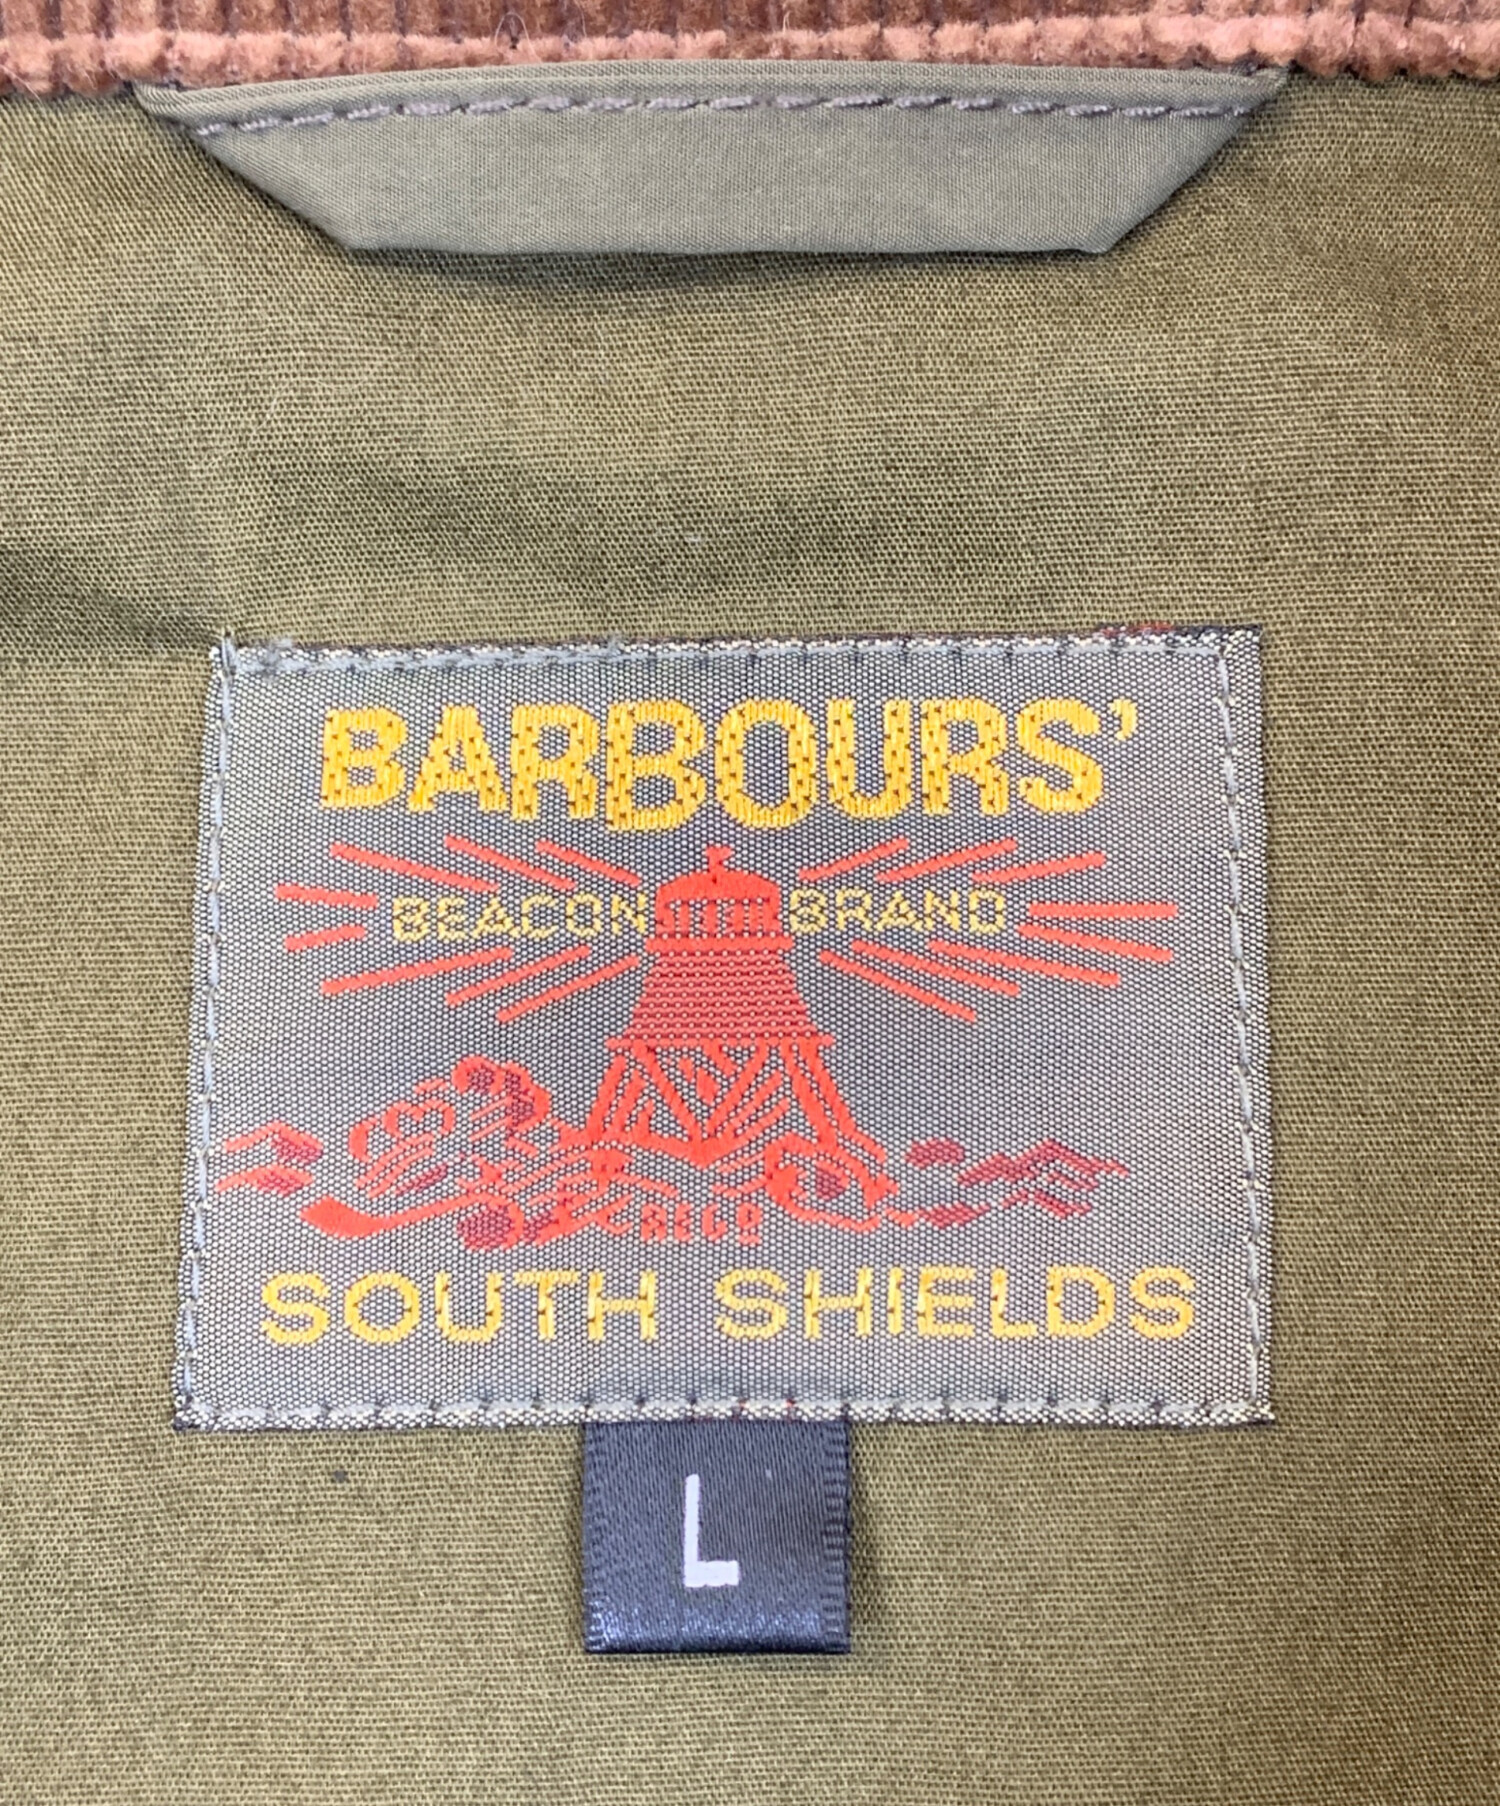 BARBOURS'
BEACON BRAND
REGD
SOUTH SHIELDS
L